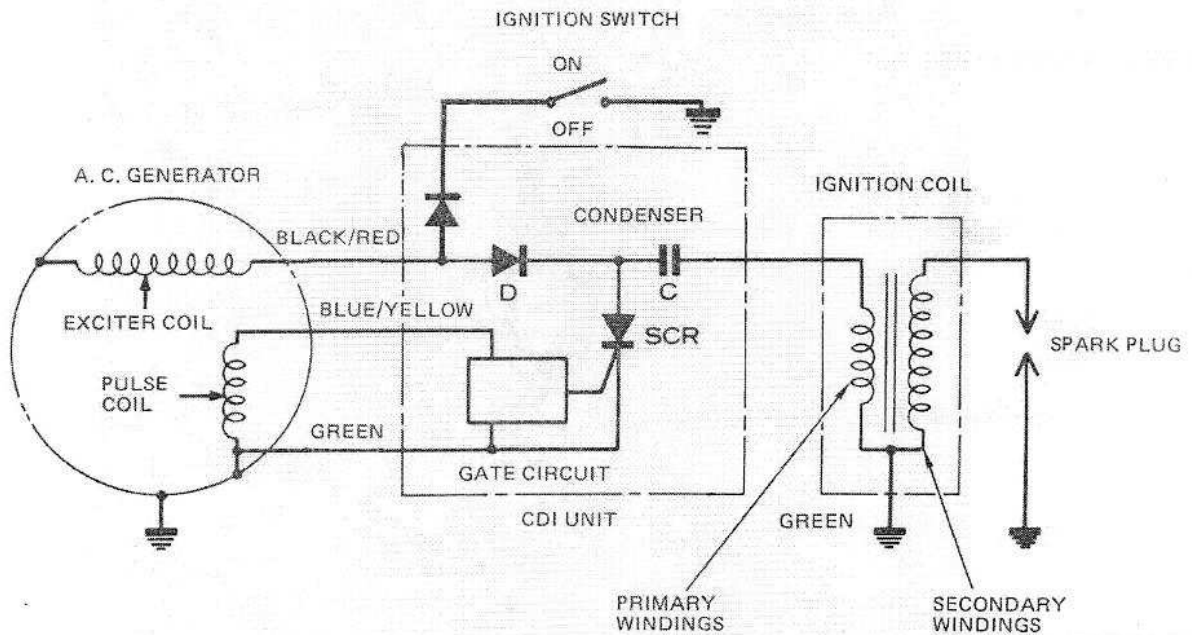 IGNITION SWITCH
ON
OFF
A. C. GENERATOR
IGNITION COIL
CONDENSER
BLACK/RED
D
C
BLUE/YELLOW
EXCITER COIL
SCR
SPARK PLUG
PULSE
COIL
GREEN
GATE CIRCUIT
CDI UNIT
GREEN
PRIMARY
WINDINGS
SECONDARY
WINDINGS